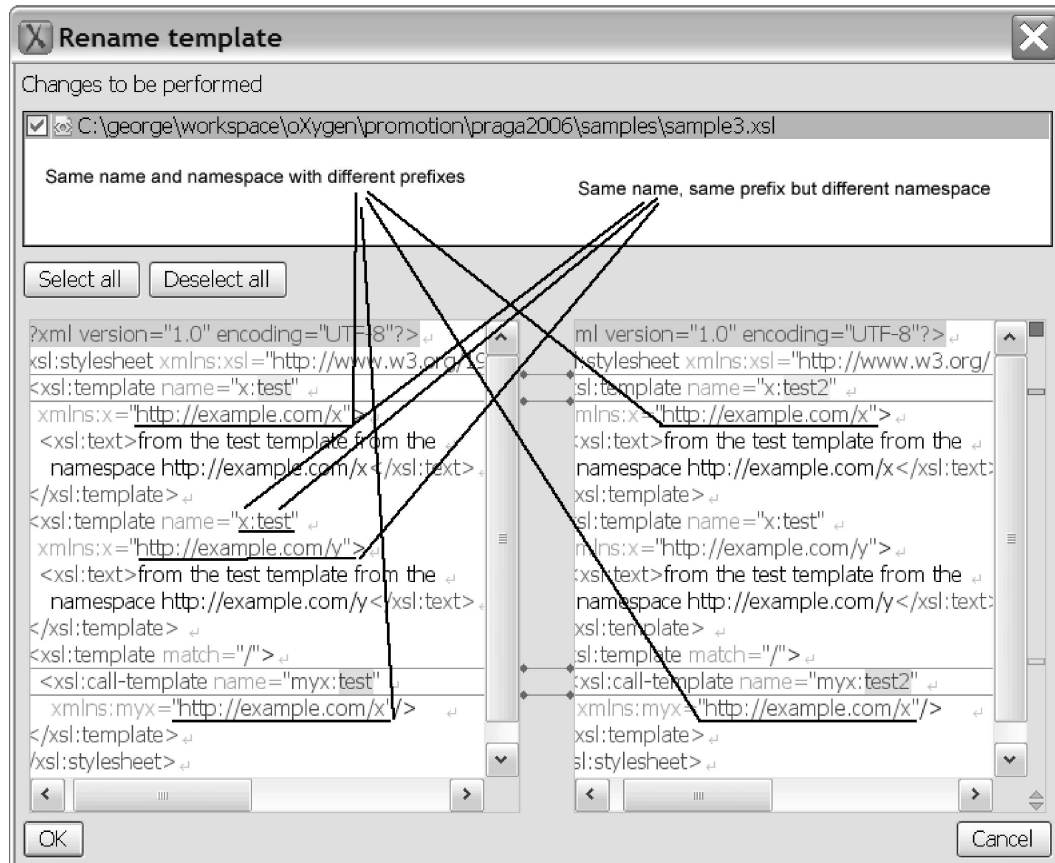 Rename template
Changes to be performed
C:\george\workspace\oXygen\promotion\praga2006\samples\sample3.xsl
Same name and namespace with different prefixes
Same name, same prefix but different namespace
Select all
Deselect all
?xml version="1.0" encoding="UTF-8"?>
xsl:stylesheet xmlns:xsl="http://www.w3.org/19
<xsl:template name="x:test"
xmlns:x="http://example.com/x">
<xsl:text>from the test template from the
namespace http://example.com/x</xsl:text>
</xsl:template>
<xsl:template name="x:test"
xmlns:x="http://example.com/y">
<xsl:text>from the test template from the
namespace http://example.com/y</xsl:text>
</xsl:template>
<xsl:template match="/">
<xsl:call-template name="myx:test"
xmlns:myx="http://example.com/x"/>
</xsl:template>
/xsl:stylesheet>
ml version="1.0" encoding="UTF-8"?>
l:stylesheet xmlns:xsl="http://www.w3.org/
xsl:template name="x:test2"
xmlns:x="http://example.com/x">
<xsl:text>from the test template from the
namespace http://example.com/x</xsl:text>
xsl:template>
xsl:template name="x:test"
xmlns:x="http://example.com/y">
<xsl:text>from the test template from the
namespace http://example.com/y</xsl:text>
xsl:template>
xsl:template match="/">
<xsl:call-template name="myx:test2"
xmlns:myx="http://example.com/x"/>
xsl:template>
sl:stylesheet>
OK
Cancel